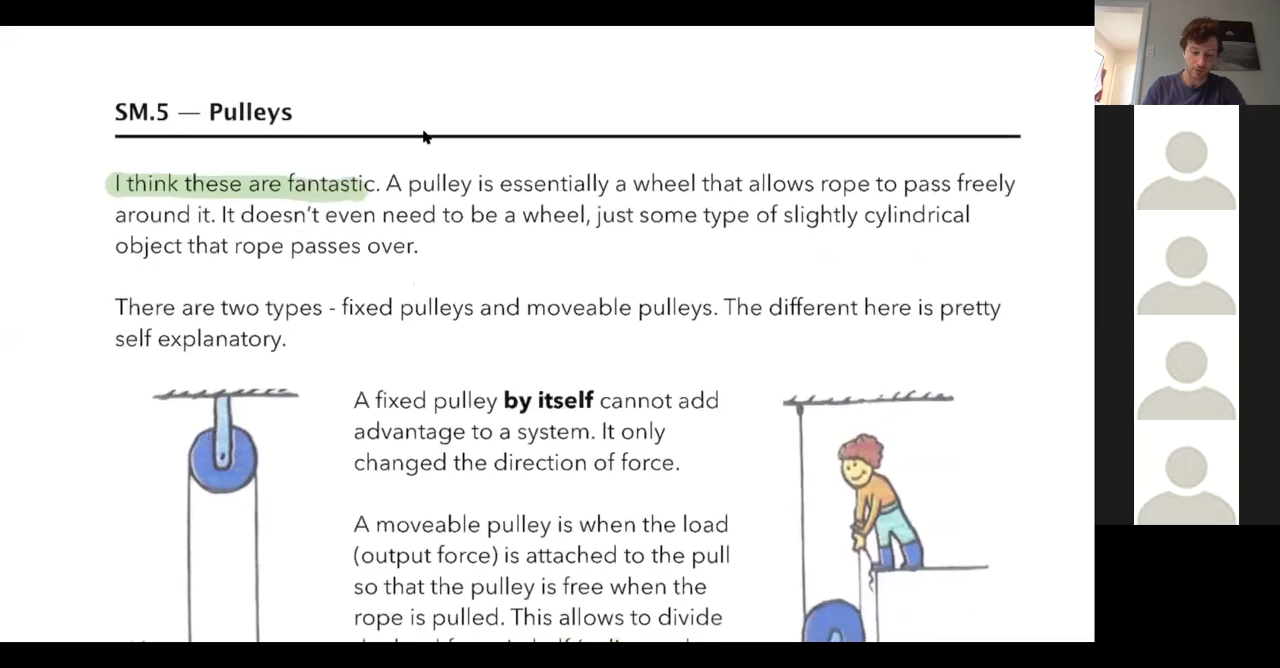 SM.5 — Pulleys
I think these are fantastic. A pulley is essentially a wheel that allows rope to pass freely
around it. It doesn't even need to be a wheel, just some type of slightly cylindrical
object that rope passes over.
There are two types - fixed pulleys and moveable pulleys. The different here is pretty
self explanatory.
A fixed pulley by itself cannot add
advantage to a system. It only
changed the direction of force.
A moveable pulley is when the load
(output force) is attached to the pull
so that the pulley is free when the
rope is pulled. This allows to divide